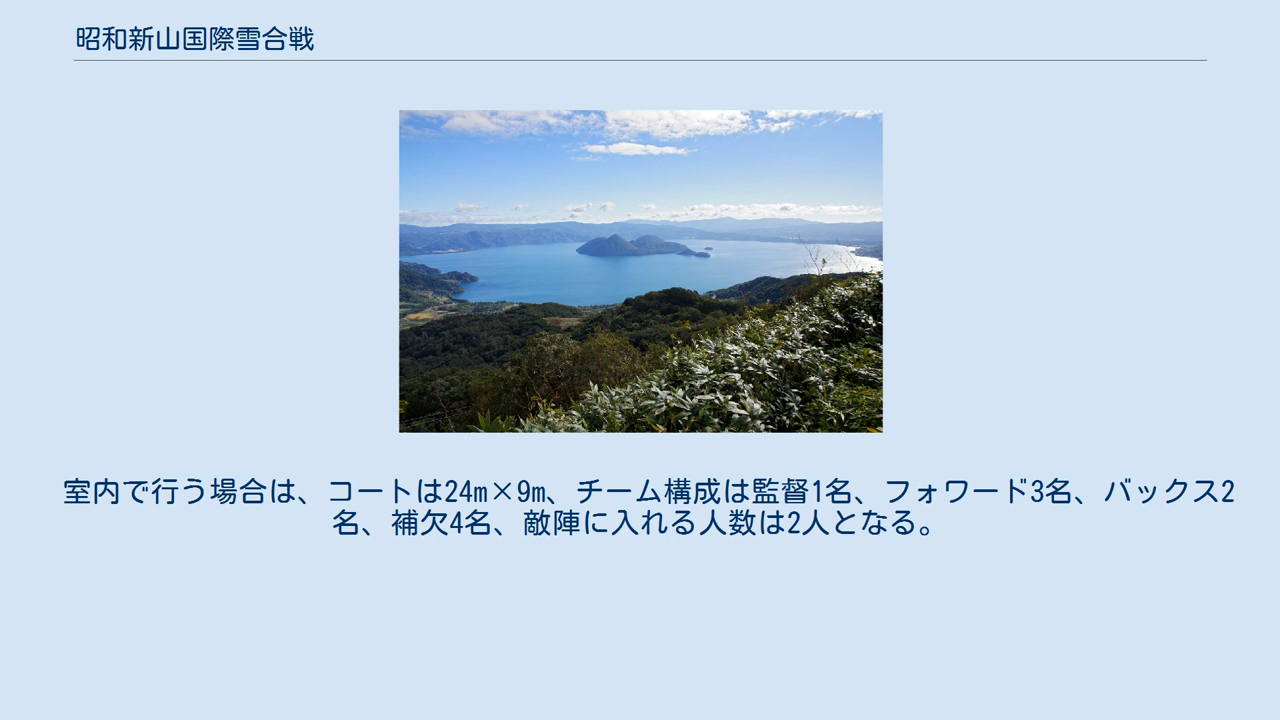 昭和新山国際雪合戦
室内で行う場合は、コートは24m×9m、チーム構成は監督1名、フォワード3名、バックス2
名、補欠4名、敵陣に入れる人数は2人となる。